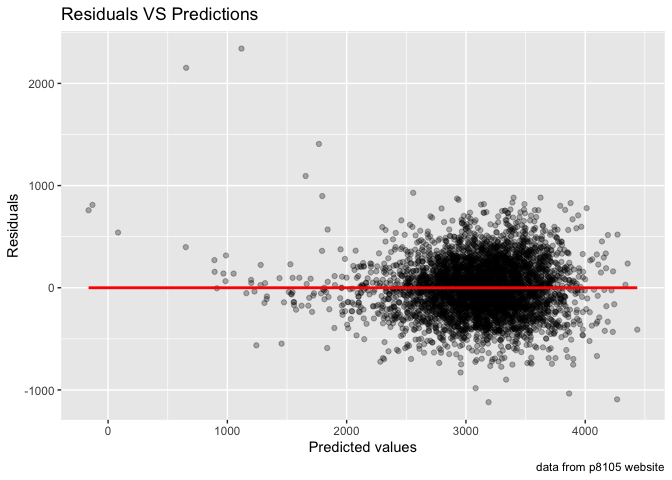 Residuals VS Predictions
Residuals
2000
1000
0
-1000
0 1000 2000 3000 4000
Predicted values
data from p8105 website